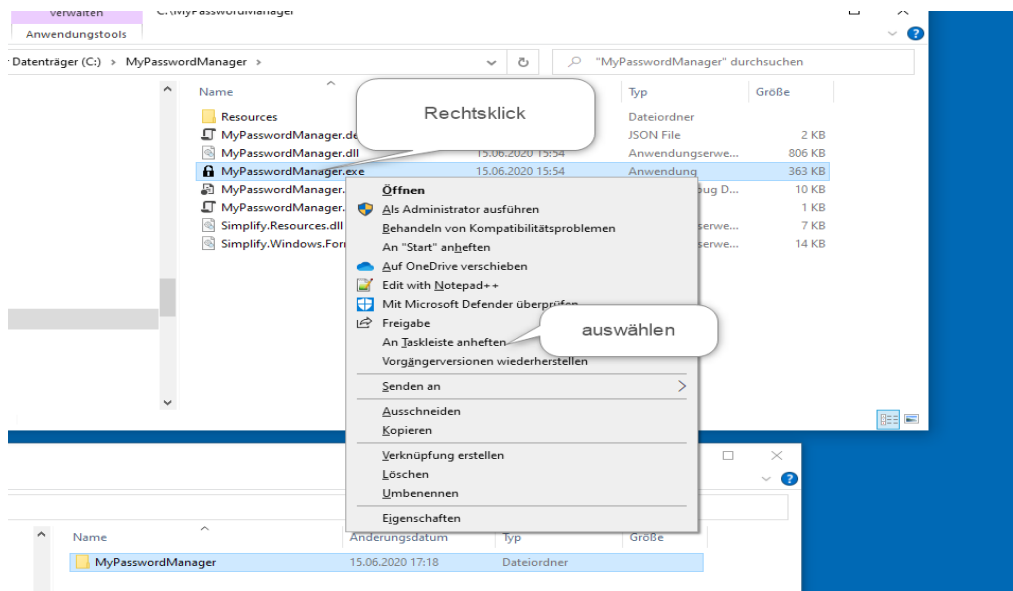 Verwalten C:\MyPasswordManager
Anwendungstools
Datenträger (C:) > MyPasswordManager > "MyPasswordManager" durchsuchen
Name Typ Größe
Resources Dateiordner
MyPasswordManager.de JSON File 2 KB
MyPasswordManager.dll 15.06.2020 15:54 Anwendungserwe... 806 KB
MyPasswordManager.exe 15.06.2020 15:54 Anwendung 363 KB
MyPasswordManager. bug D... 10 KB
MyPasswordManager. 1 KB
Simplify.Resources.dll serwe... 7 KB
Simplify.Windows.For serwe... 14 KB
Rechtsklick
Öffnen
Als Administrator ausführen
Behandeln von Kompatibilitätsproblemen
An "Start" anheften
Auf OneDrive verschieben
Edit with Notepad++
Mit Microsoft Defender überprüfen
Freigabe
An Taskleiste anheften
auswählen
Vorgängerversionen wiederherstellen
Senden an
Ausschneiden
Kopieren
Verknüpfung erstellen
Löschen
Umbenennen
Eigenschaften
Name Änderungsdatum Typ Größe
MyPasswordManager 15.06.2020 17:18 Dateiordner